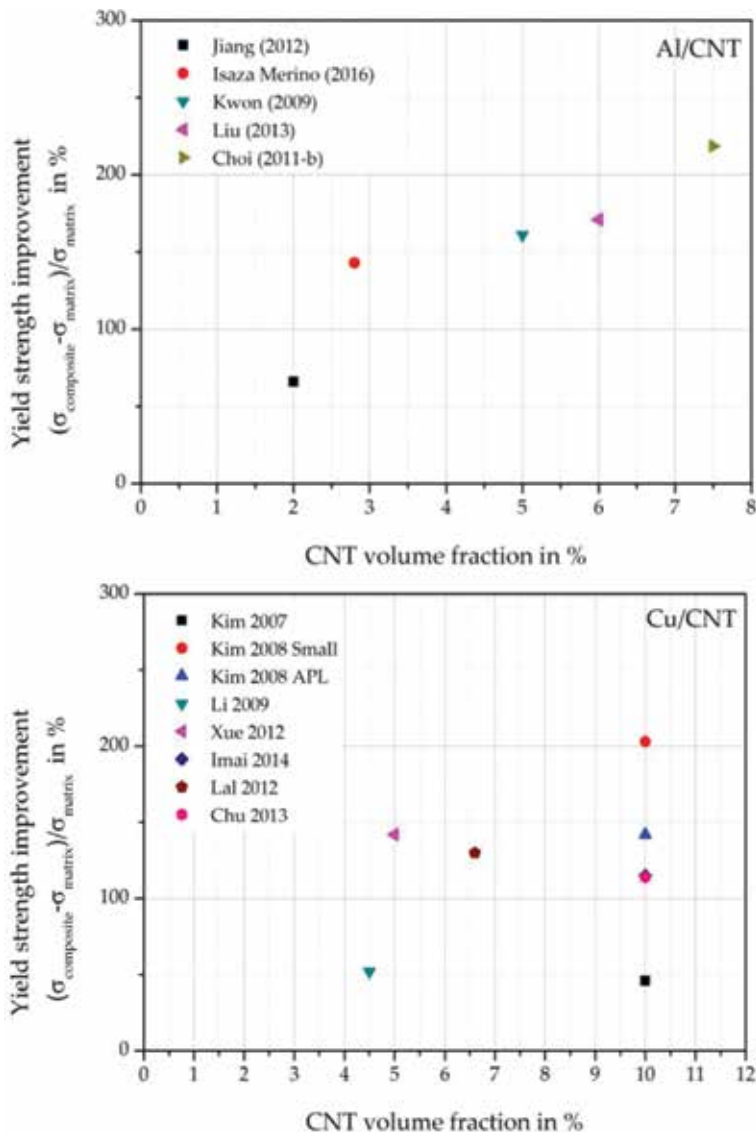 300
Al/CNT
Jiang (2012)
Isaza Merino (2016)
Kwon (2009)
Liu (2013)
Choi (2011-b)
200
100
0
0 1 2 3 4 5 6 7 8
Yield strength improvement
(σcomposite-σmatrix)/σmatrix in %
CNT volume fraction in %
300
Cu/CNT
Kim 2007
Kim 2008 Small
Kim 2008 APL
Li 2009
Xue 2012
Imai 2014
Lal 2012
Chu 2013
200
100
0
0 1 2 3 4 5 6 7 8 9 10 11 12
Yield strength improvement
(σcomposite-σmatrix)/σmatrix in %
CNT volume fraction in %